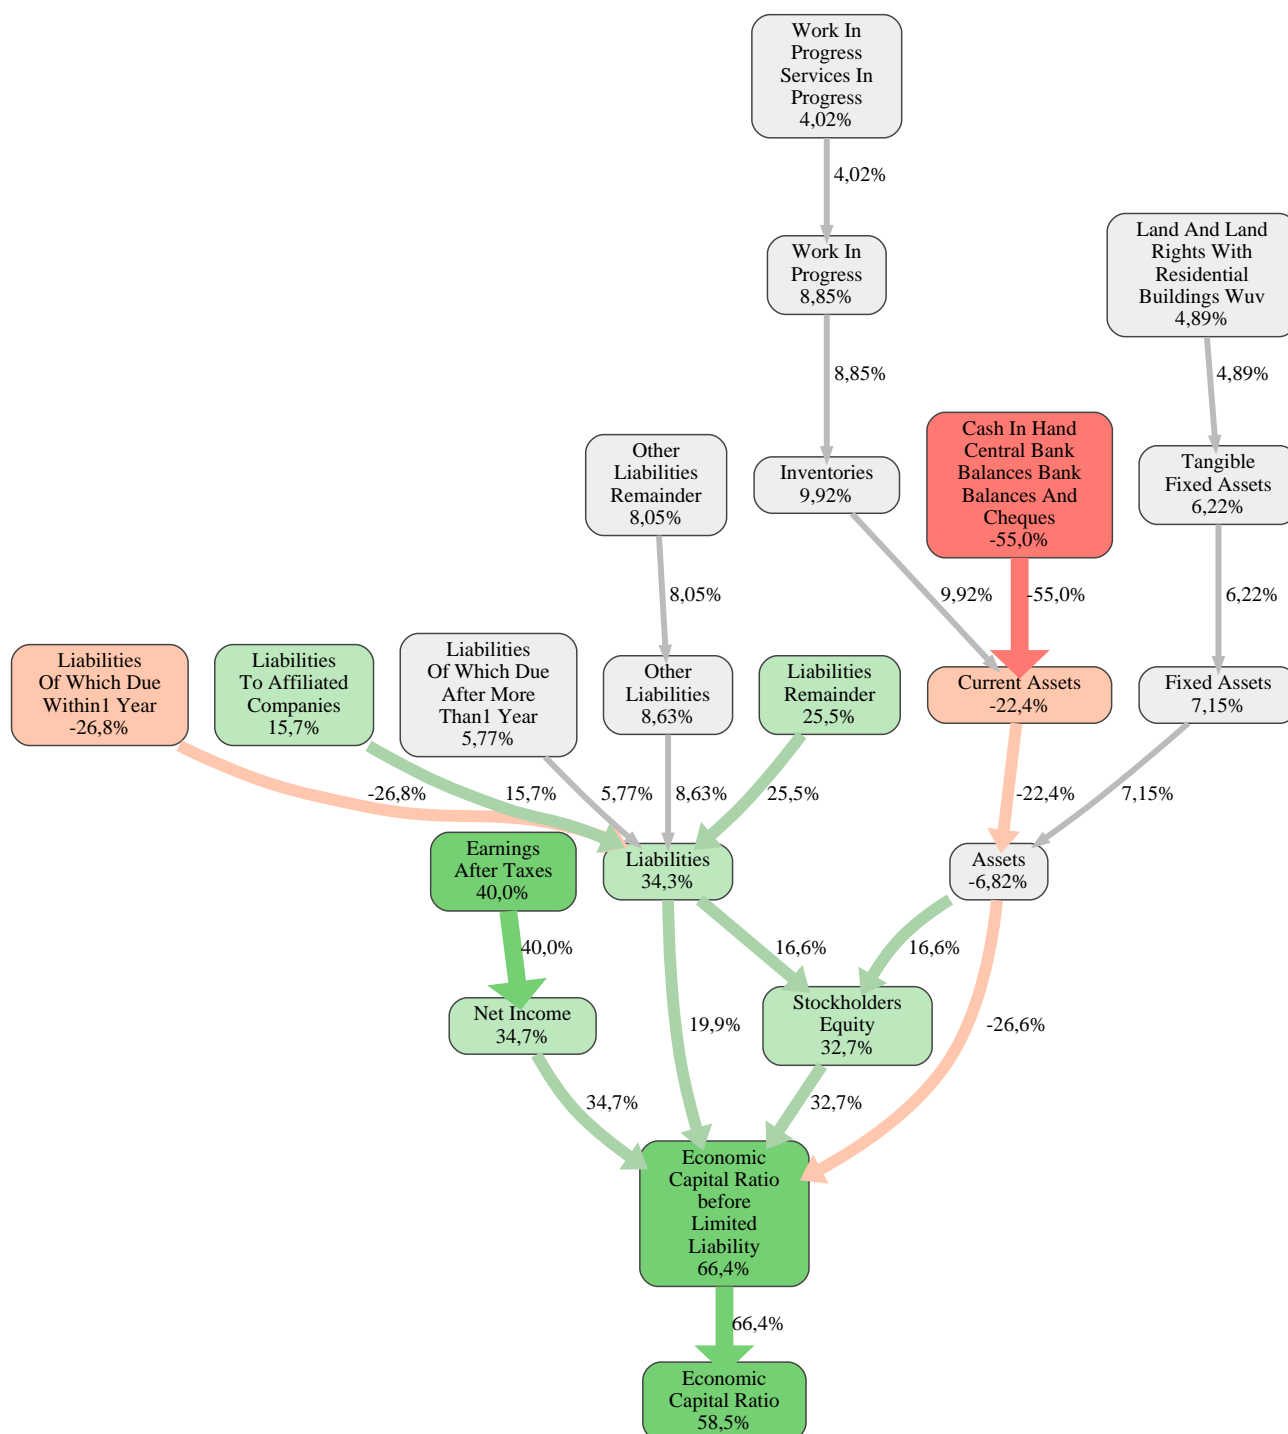 Work In
Progress
Services In
Progress
4,02%
4,02%
Work In
Progress
8,85%
Land And Land
Rights With
Residential
Buildings Wuv
4,89%
8,85%
4,89%
Other
Liabilities
Remainder
8,05%
Inventories
9,92%
Cash In Hand
Central Bank
Balances Bank
Balances And
Cheques
-55,0%
Tangible
Fixed Assets
6,22%
8,05%
9,92%
-55,0%
6,22%
Liabilities
Of Which Due
Within1 Year
-26,8%
Liabilities
To Affiliated
Companies
15,7%
Liabilities
Of Which Due
After More
Than1 Year
5,77%
Other
Liabilities
8,63%
Liabilities
Remainder
25,5%
Current Assets
-22,4%
Fixed Assets
7,15%
-26,8%
15,7%
5,77%
8,63%
25,5%
-22,4%
7,15%
Earnings
After Taxes
40,0%
Liabilities
34,3%
Assets
-6,82%
40,0%
16,6%
16,6%
Net Income
34,7%
19,9%
Stockholders
Equity
32,7%
-26,6%
34,7%
32,7%
Economic
Capital Ratio
before
Limited
Liability
66,4%
66,4%
Economic
Capital Ratio
58,5%